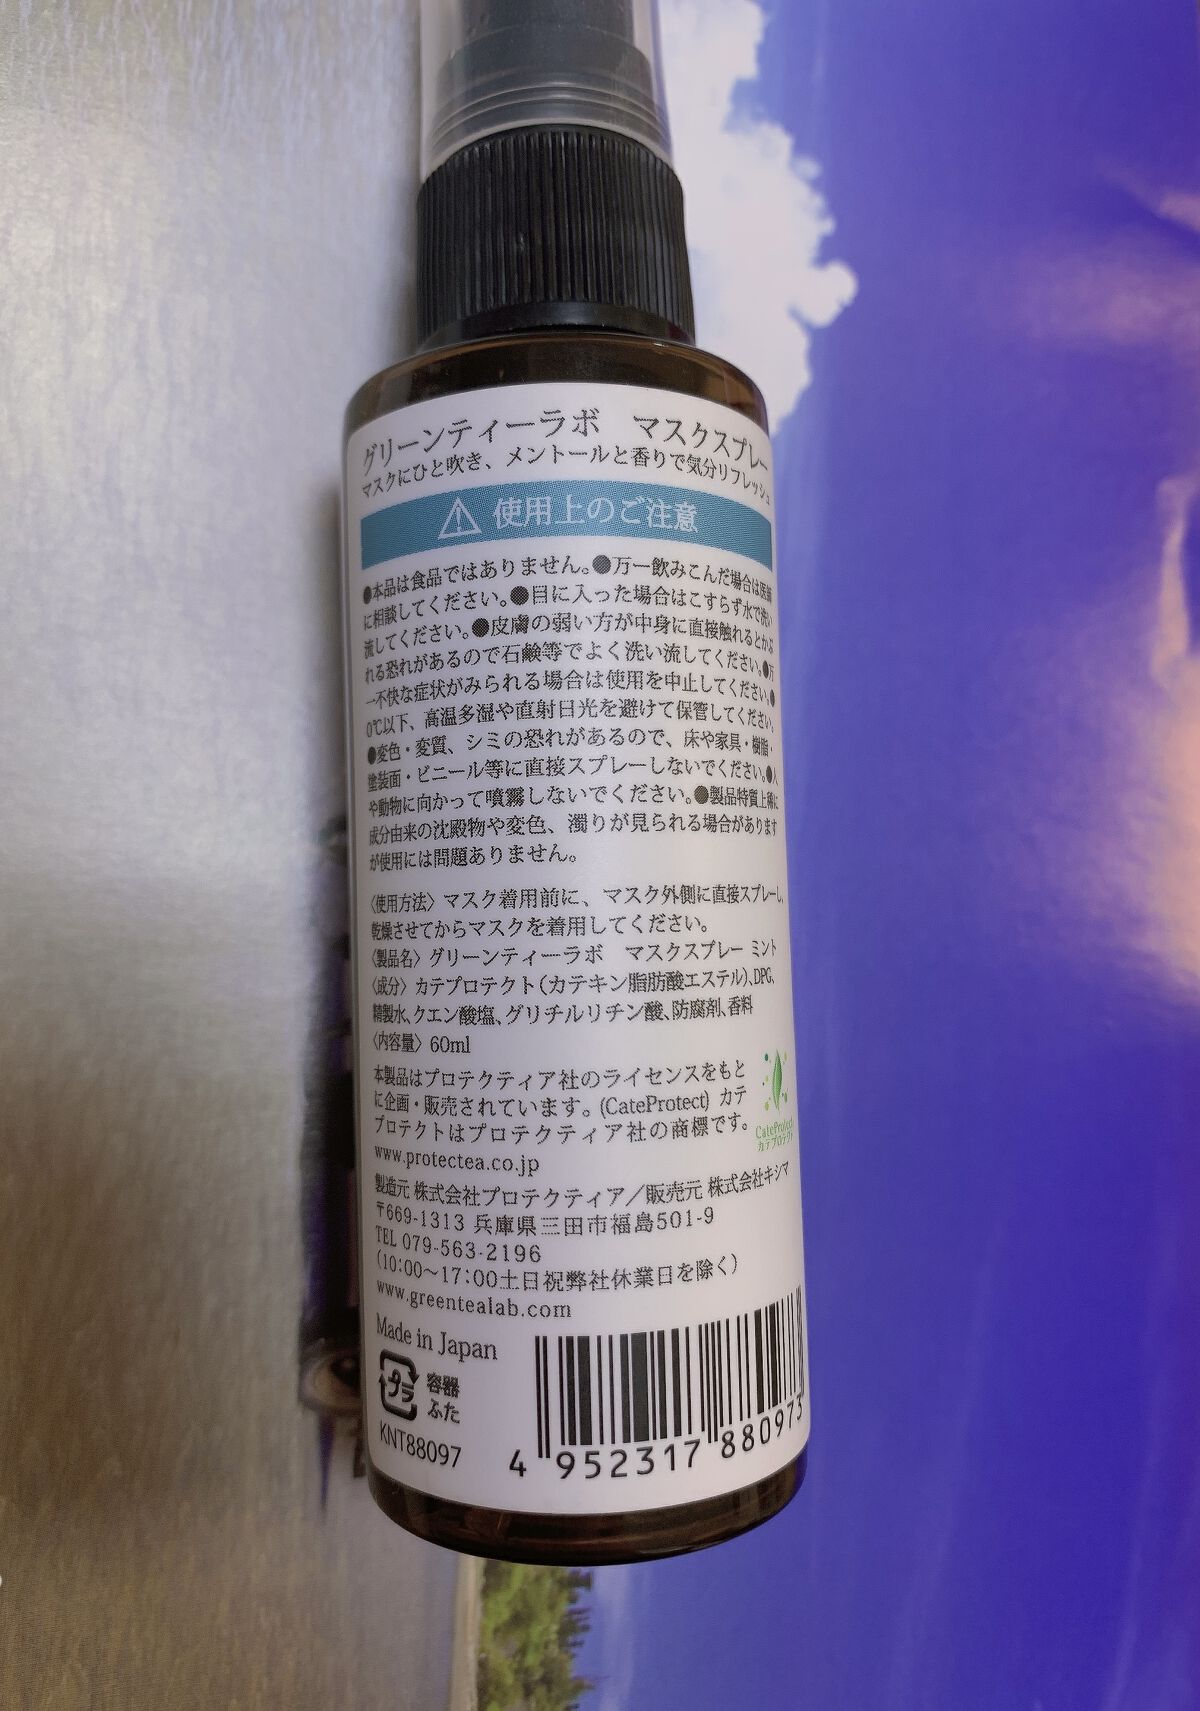 グリーンティーラボ マスクスプレー
マスクにひと吹き、メントールと香りで気分リフレッシュ
使用上のご注意
●本品は食品ではありません。●万一飲みこんだ場合は医師
に相談してください。●目に入った場合はこすらず水で洗い
流してください。●皮膚の弱い方が中身に直接触れるとかぶ
れる恐れがあるので石鹸等でよく洗い流してください。●万
一不快な症状がみられる場合は使用を中止してください。●
0℃以下、高温多湿や直射日光を避けて保管してください。
●変色・変質、シミの恐れがあるので、床や家具・樹脂・
塗装面・ビニール等に直接スプレーしないでください。●人
や動物に向かって噴霧しないでください。●製品特質上稀に
成分由来の沈殿物や変色、濁りが見られる場合があります
が使用には問題ありません。
〈使用方法〉マスク着用前に、マスク外側に直接スプレーし、
乾燥させてからマスクを着用してください。
〈製品名〉グリーンティーラボ マスクスプレー ミント
〈成分〉カテプロテクト(カテキン脂肪酸エステル)、DPG、
精製水、クエン酸塩、グリチルリチン酸、防腐剤、香料
〈内容量〉60ml
本製品はプロテクティア社のライセンスをもと
に企画・販売されています。(CateProtect) カテ
プロテクトはプロテクティア社の商標です。
CateProtect
カテプロテクト
www.protectea.co.jp
製造元 株式会社プロテクティア／販売元 株式会社キシマ
〒669-1313 兵庫県三田市福島501-9
TEL 079-563-2196
(10:00〜17:00土日祝弊社休業日を除く)
www.greentealab.com
Made in Japan
プラ
容器
ふた
KNT88097
4 952317 880973